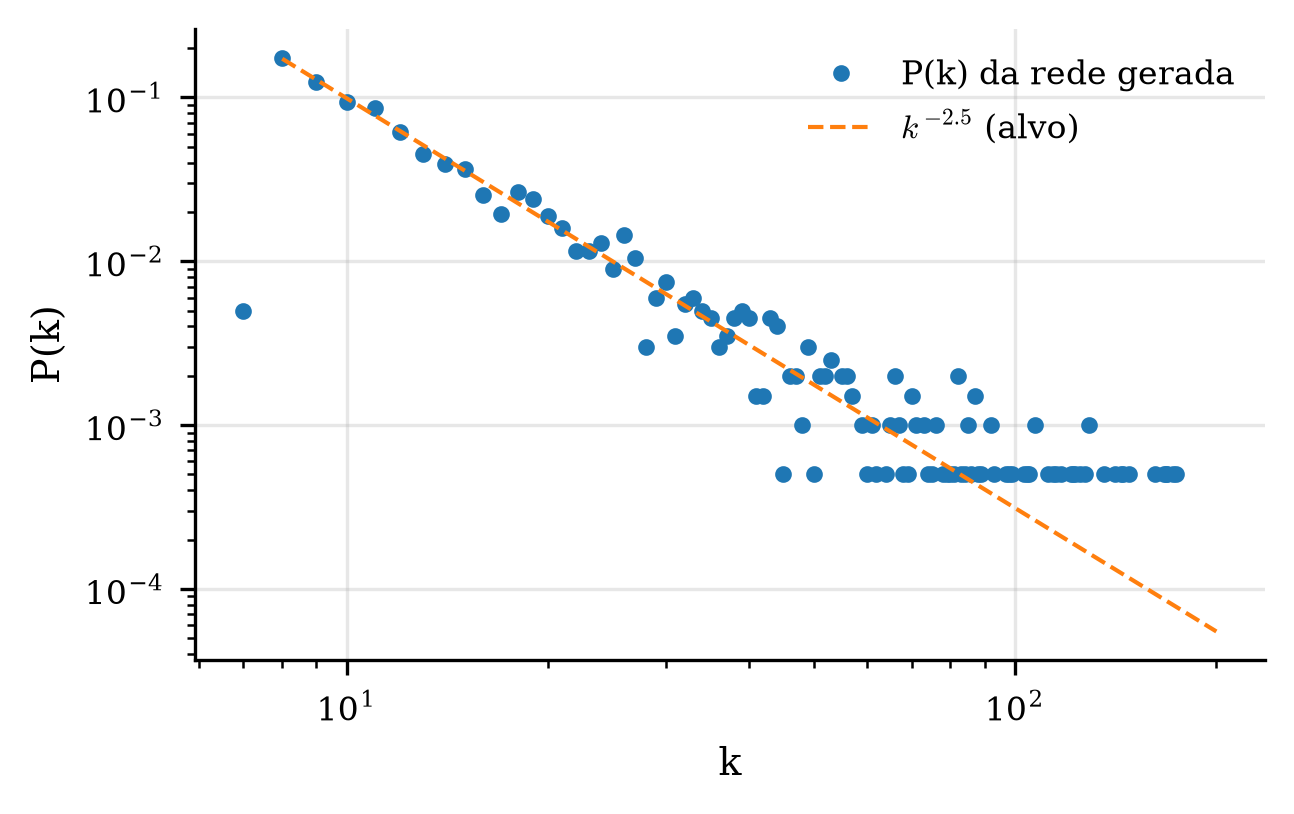 P(k) da rede gerada
k^{-2.5} (alvo)
10^{-1}
10^{-2}
10^{-3}
10^{-4}
P(k)
10^1 10^2
k